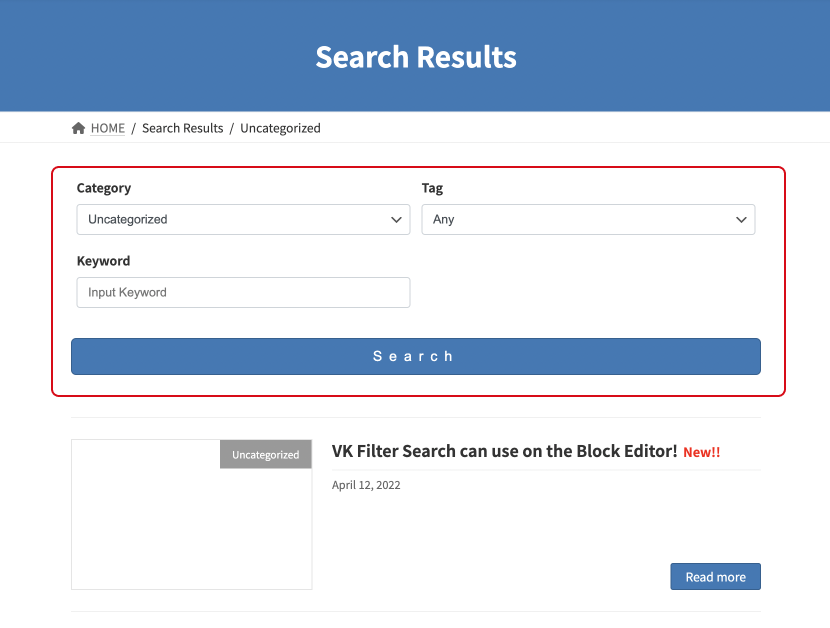 Search Results
HOME / Search Results / Uncategorized
Category
Tag
Uncategorized
Any
Keyword
Input Keyword
Search
Uncategorized
VK Filter Search can use on the Block Editor! New!!
April 12, 2022
Read more